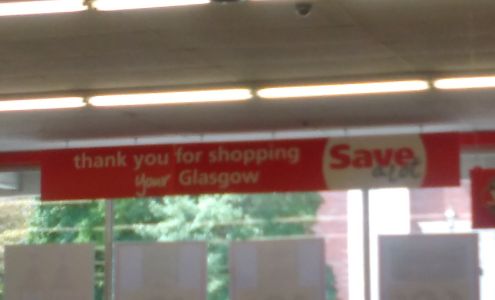 thank you for shopping
your Glasgow
Save
a lot